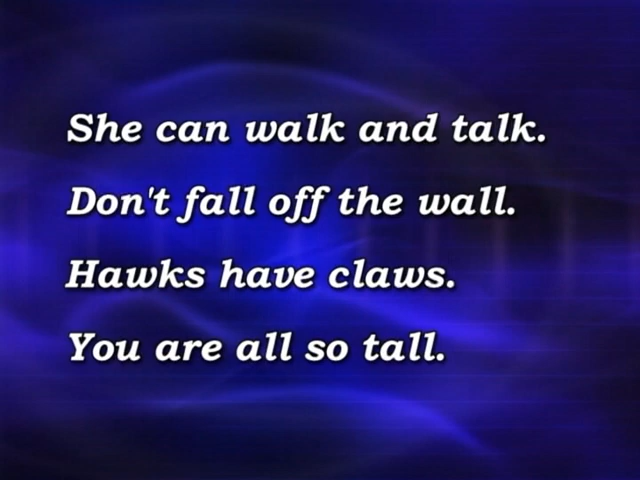 She can walk and talk.
Don't fall off the wall.
Hawks have claws.
You are all so tall.